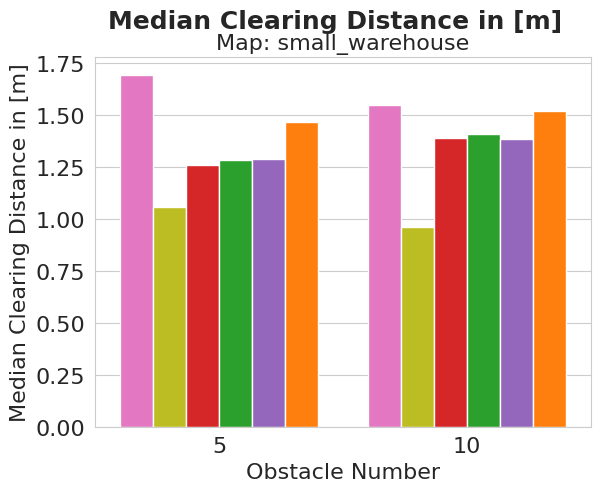 Median Clearing Distance in [m]
Map: small_warehouse
Median Clearing Distance in [m]
1.75
1.50
1.25
1.00
0.75
0.50
0.25
0.00
5
10
Obstacle Number